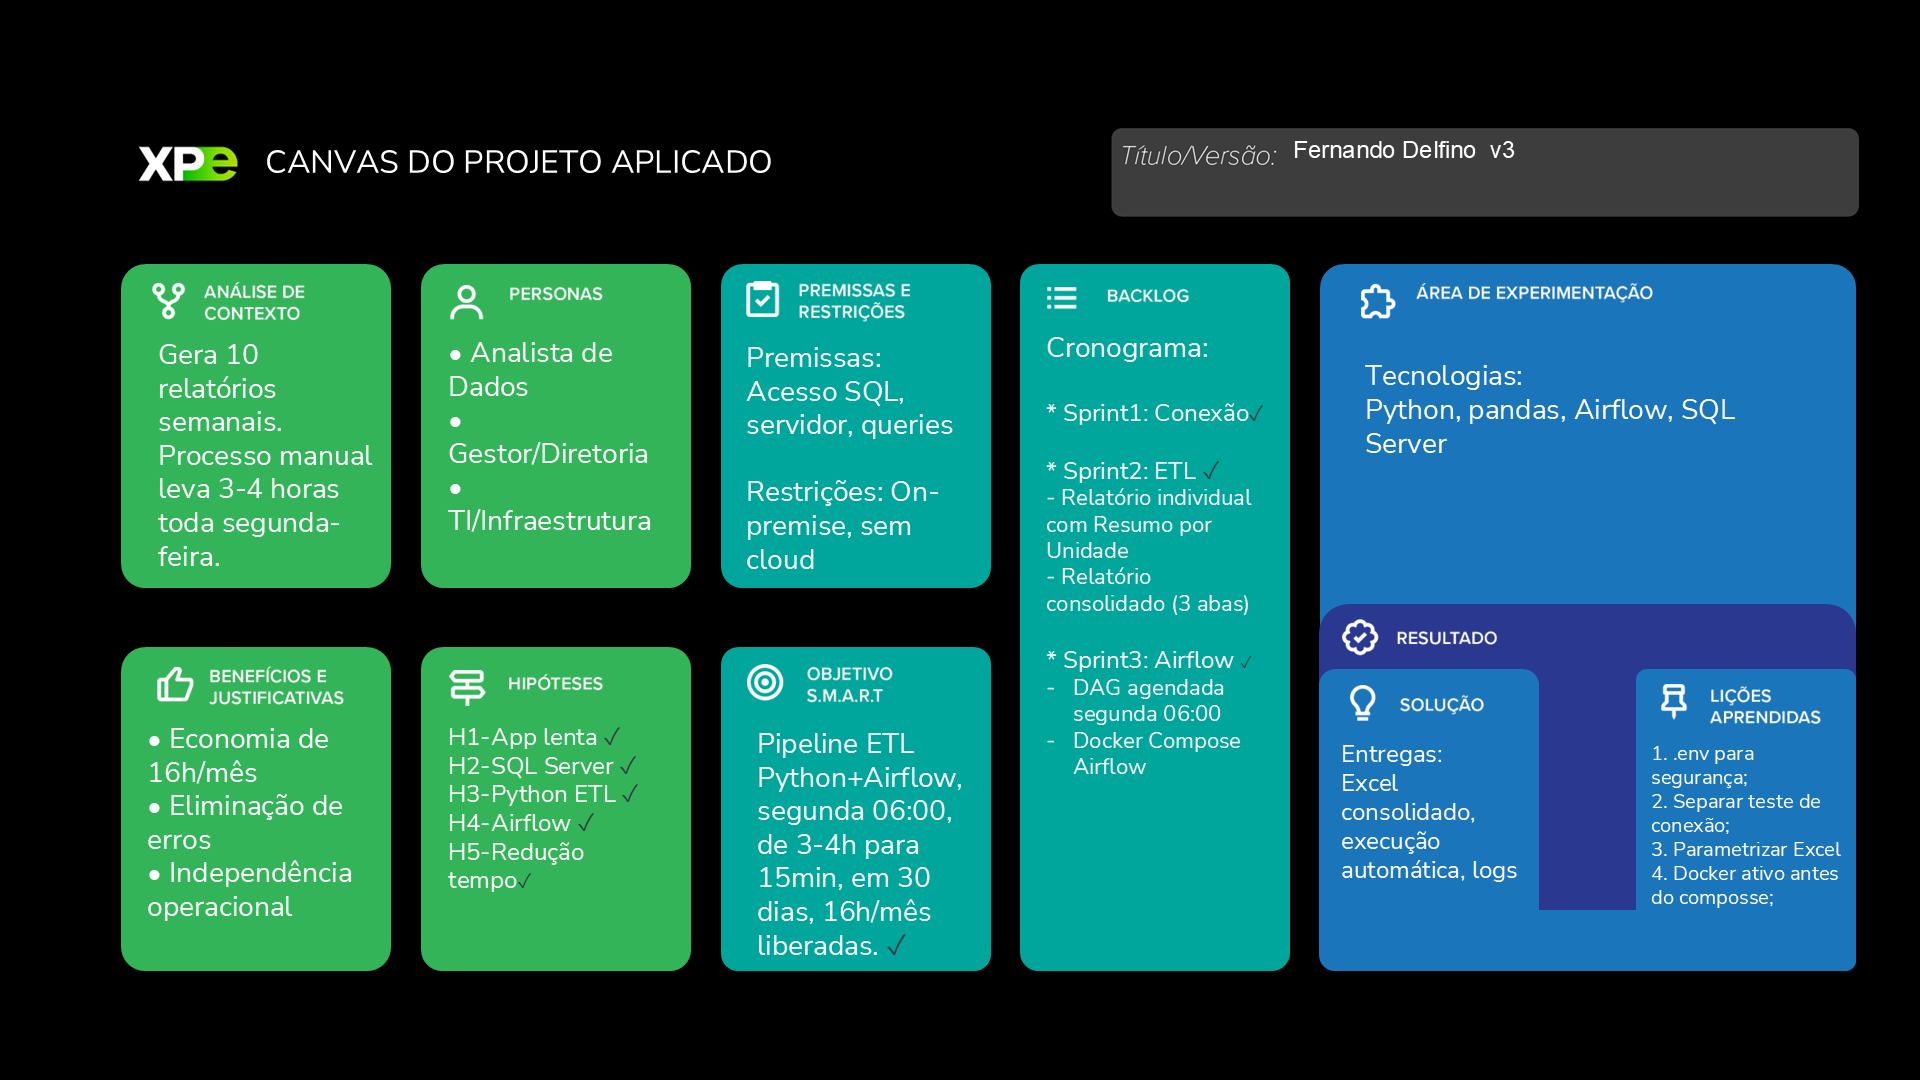 XPe CANVAS DO PROJETO APLICADO
Título/Versão: Fernando Delfino v3
ANÁLISE DE
CONTEXTO
Gera 10
relatórios
semanais.
Processo manual
leva 3-4 horas
toda segunda-
feira.
PERSONAS
• Analista de
Dados
•
Gestor/Diretoria
•
TI/Infraestrutura
PREMISSAS E
RESTRIÇÕES
Premissas:
Acesso SQL,
servidor, queries
Restrições: On-
premise, sem
cloud
BACKLOG
Cronograma:
* Sprint1: Conexão✓
* Sprint2: ETL ✓
- Relatório individual
com Resumo por
Unidade
- Relatório
consolidado (3 abas)
* Sprint3: Airflow ✓
- DAG agendada
segunda 06:00
- Docker Compose
Airflow
ÁREA DE EXPERIMENTAÇÃO
Tecnologias:
Python, pandas, Airflow, SQL
Server
BENEFÍCIOS E
JUSTIFICATIVAS
• Economia de
16h/mês
• Eliminação de
erros
• Independência
operacional
HIPÓTESES
H1-App lenta ✓
H2-SQL Server ✓
H3-Python ETL ✓
H4-Airflow ✓
H5-Redução
tempo✓
OBJETIVO
S.M.A.R.T
Pipeline ETL
Python+Airflow,
segunda 06:00,
de 3-4h para
15min, em 30
dias, 16h/mês
liberadas. ✓
RESULTADO
SOLUÇÃO
Entregas:
Excel
consolidado,
execução
automática, logs
LIÇÕES
APRENDIDAS
1. .env para
segurança;
2. Separar teste de
conexão;
3. Parametrizar Excel
4. Docker ativo antes
do composse;